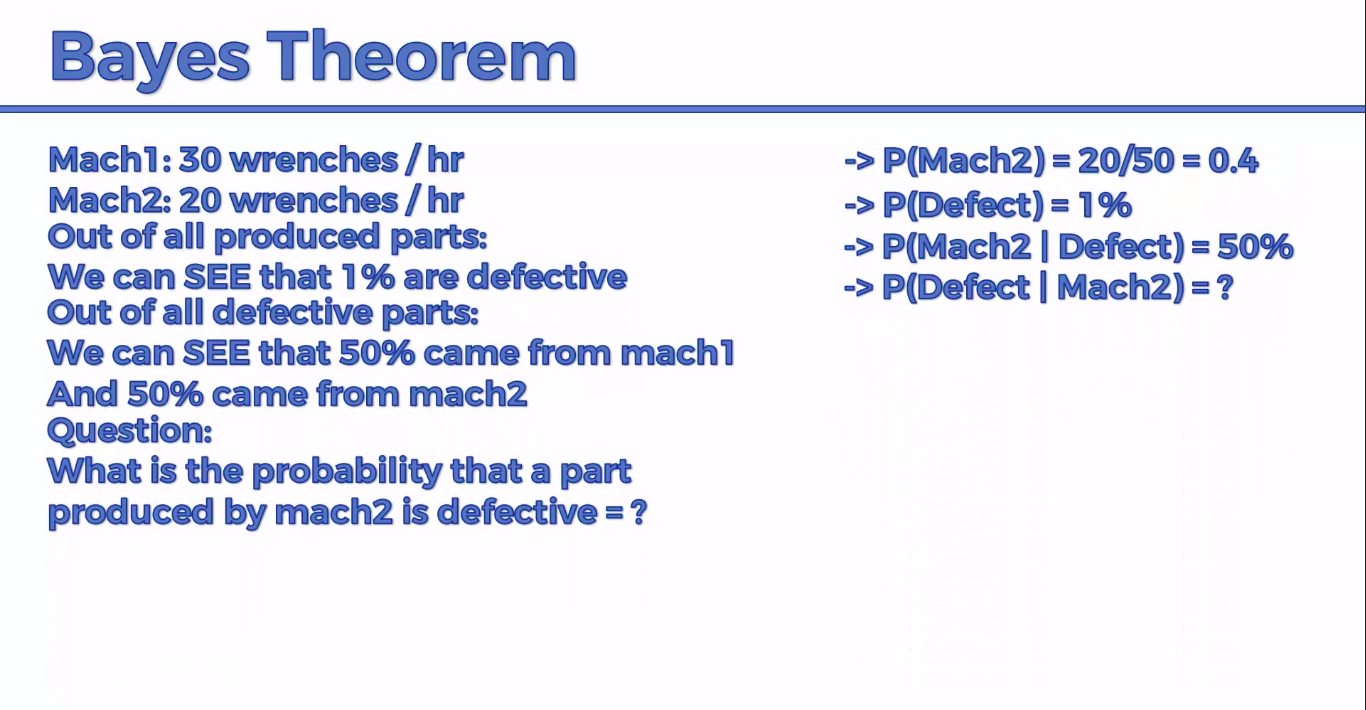 Bayes Theorem
Mach1: 30 wrenches / hr
Mach2: 20 wrenches / hr
Out of all produced parts:
We can SEE that 1% are defective
Out of all defective parts:
We can SEE that 50% came from mach1
And 50% came from mach2
Question:
What is the probability that a part
produced by mach2 is defective = ?
-> P(Mach2) = 20/50 = 0.4
-> P(Defect) = 1%
-> P(Mach2 | Defect) = 50%
-> P(Defect | Mach2) = ?